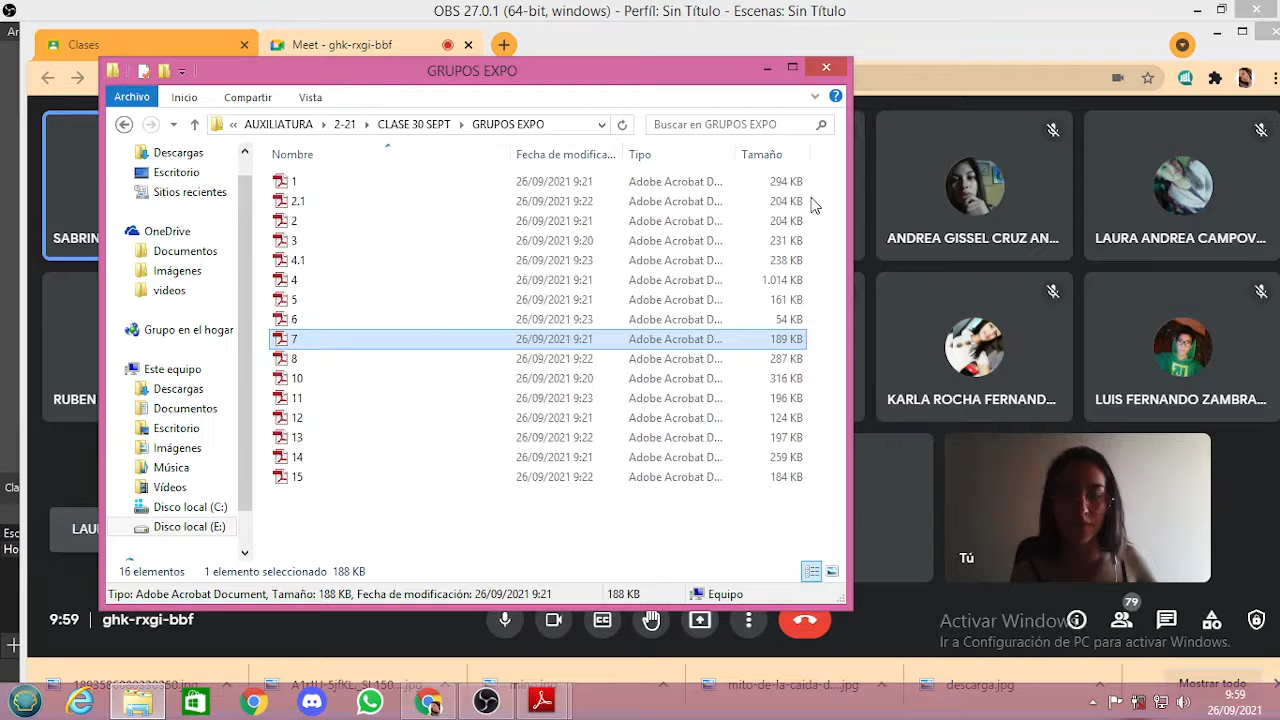 OBS 27.0.1 (64-bit, windows) - Perfil: Sin Título - Escenas: Sin Título
Clases
Meet - ghk-rxgi-bbf
GRUPOS EXPO
Archivo Inicio Compartir Vista
« AUXILIATURA › 2-21 › CLASE 30 SEPT › GRUPOS EXPO
Buscar en GRUPOS EXPO
Nombre Fecha de modifica... Tipo Tamaño
1 26/09/2021 9:21 Adobe Acrobat D... 294 KB
2.1 26/09/2021 9:22 Adobe Acrobat D... 204 KB
2 26/09/2021 9:21 Adobe Acrobat D... 204 KB
3 26/09/2021 9:20 Adobe Acrobat D... 231 KB
4.1 26/09/2021 9:23 Adobe Acrobat D... 238 KB
4 26/09/2021 9:21 Adobe Acrobat D... 1.014 KB
5 26/09/2021 9:21 Adobe Acrobat D... 161 KB
6 26/09/2021 9:23 Adobe Acrobat D... 54 KB
7 26/09/2021 9:21 Adobe Acrobat D... 189 KB
8 26/09/2021 9:22 Adobe Acrobat D... 287 KB
10 26/09/2021 9:20 Adobe Acrobat D... 316 KB
11 26/09/2021 9:23 Adobe Acrobat D... 196 KB
12 26/09/2021 9:21 Adobe Acrobat D... 124 KB
13 26/09/2021 9:22 Adobe Acrobat D... 197 KB
14 26/09/2021 9:21 Adobe Acrobat D... 259 KB
15 26/09/2021 9:22 Adobe Acrobat D... 184 KB
Descargas
Escritorio
Sitios recientes
OneDrive
Documentos
Imágenes
videos
Grupo en el hogar
Este equipo
Descargas
Documentos
Escritorio
Imágenes
Música
Vídeos
Disco local (C:)
Disco local (E:)
16 elementos 1 elemento seleccionado 188 KB
Tipo: Adobe Acrobat Document, Tamaño: 188 KB, Fecha de modificación: 26/09/2021 9:21 188 KB Equipo
SABRIN
RUBEN
LAU
ANDREA GISSEL CRUZ AN...
LAURA ANDREA CAMPOV...
KARLA ROCHA FERNAND...
LUIS FERNANDO ZAMBRA...
Tú
9:59 ghk-rxgi-bbf
79
Activar Windows
Ir a Configuración de PC para activar Windows.
mito-de-la-caida-d....jpg
descarga.jpg
Mostrar todo
9:59
26/09/2021